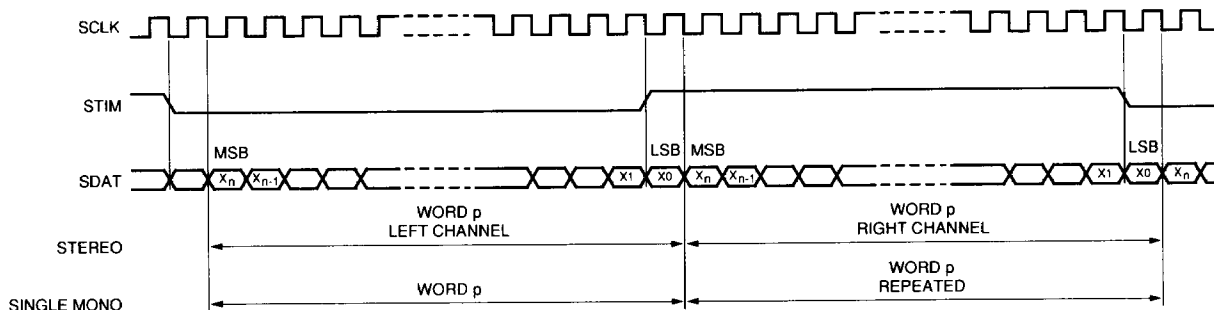 SCLK
STIM
MSB LSB MSB LSB
SDAT Xn Xn-1 X1 X0 Xn Xn-1 X1 X0 Xn
WORD p WORD p
LEFT CHANNEL RIGHT CHANNEL
STEREO
WORD p WORD p
REPEATED
SINGLE MONO